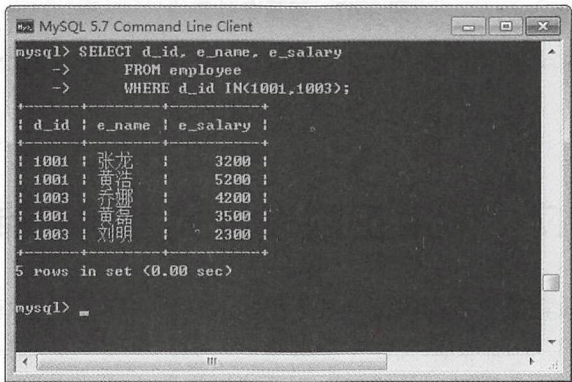 MySQL 5.7 Command Line Client
mysql> SELECT d_id, e_name, e_salary
    ->     FROM employee
    ->     WHERE d_id IN(1001,1003);
+------+--------+----------+
| d_id | e_name | e_salary |
+------+--------+----------+
| 1001 | 张龙 | 3200 |
| 1001 | 黄浩 | 5200 |
| 1003 | 乔娜 | 4200 |
| 1001 | 黄磊 | 3500 |
| 1003 | 刘明 | 2300 |
+------+--------+----------+
5 rows in set (0.00 sec)
mysql>